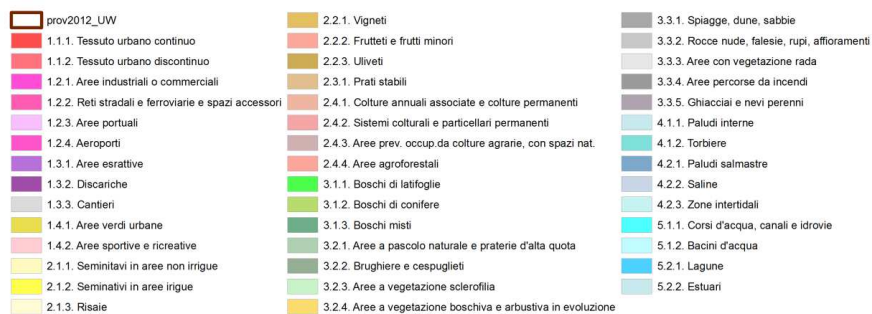 prov2012_UW
1.1.1. Tessuto urbano continuo
1.1.2. Tessuto urbano discontinuo
1.2.1. Aree industriali o commerciali
1.2.2. Reti stradali e ferroviarie e spazi accessori
1.2.3. Aree portuali
1.2.4. Aeroporti
1.3.1. Aree esrattive
1.3.2. Discariche
1.3.3. Cantieri
1.4.1. Aree verdi urbane
1.4.2. Aree sportive e ricreative
2.1.1. Seminitavi in aree non irrigue
2.1.2. Seminativi in aree irigue
2.1.3. Risaie
2.2.1. Vigneti
2.2.2. Frutteti e frutti minori
2.2.3. Uliveti
2.3.1. Prati stabili
2.4.1. Colture annuali associate e colture permanenti
2.4.2. Sistemi colturali e particellari permanenti
2.4.3. Aree prev. occup.da colture agrarie, con spazi nat.
2.4.4. Aree agroforestali
3.1.1. Boschi di latifoglie
3.1.2. Boschi di conifere
3.1.3. Boschi misti
3.2.1. Aree a pascolo naturale e praterie d'alta quota
3.2.2. Brughiere e cespuglieti
3.2.3. Aree a vegetazione sclerofilia
3.2.4. Aree a vegetazione boschiva e arbustiva in evoluzione
3.3.1. Spiagge, dune, sabbie
3.3.2. Rocce nude, falesie, rupi, affioramenti
3.3.3. Aree con vegetazione rada
3.3.4. Aree percorse da incendi
3.3.5. Ghiacciai e nevi perenni
4.1.1. Paludi interne
4.1.2. Torbiere
4.2.1. Paludi salmastre
4.2.2. Saline
4.2.3. Zone intertidali
5.1.1. Corsi d'acqua, canali e idrovie
5.1.2. Bacini d'acqua
5.2.1. Lagune
5.2.2. Estuari